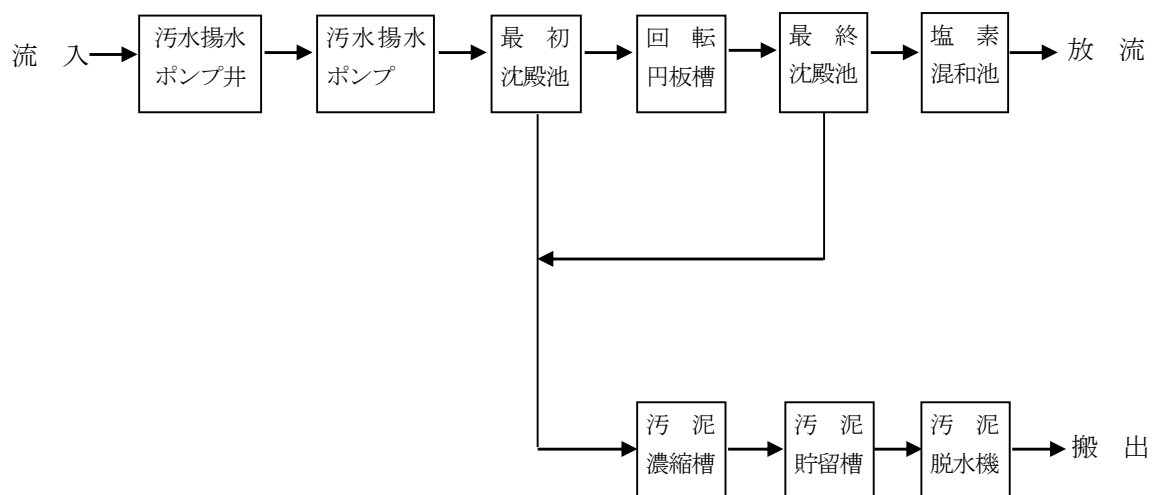 流　入
汚水揚水
ポンプ井
汚水揚水
ポンプ
最　初
沈殿池
回　転
円板槽
最　終
沈殿池
塩　素
混和池
放　流
汚　泥
濃縮槽
汚　泥
貯留槽
汚　泥
脱水機
搬　出